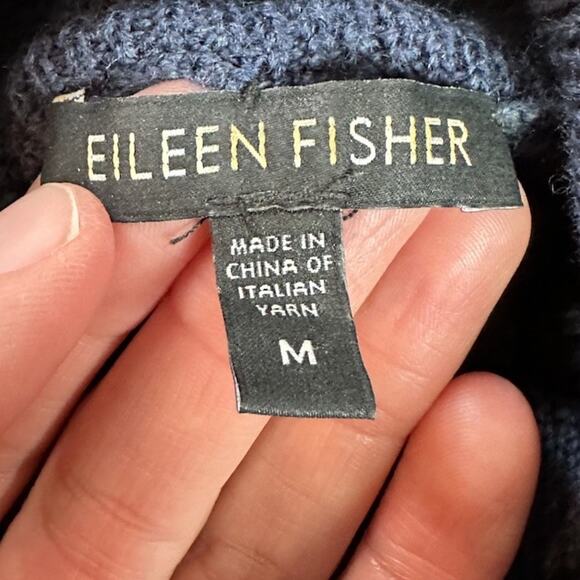 EILEEN FISHER
MADE IN
CHINA OF
ITALIAN
YARN
M